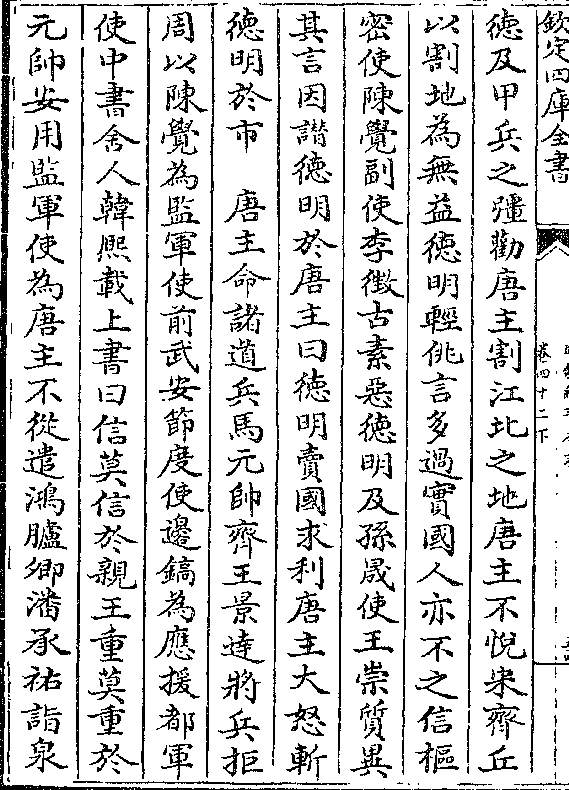 欽定四庫全書
卷四十二下
德及甲兵之彊勸唐主割江北之地唐主不悅宋齊丘
以割地為無益德明輕佻言多過實國人亦不之信樞
密使陳覺副使李徵古素惡德明及孫晟使王崇質異
其言因譖德明於唐主曰德明賣國求利唐主大怒斬
德明於市　唐主命諸道兵馬元帥齊王景達將兵拒
周以陳覺為監軍使前武安節度使邊鎬為應援都軍
使中書舍人韓熙載上書曰信莫信於親王重莫重於
元帥安用監軍使為唐主不從遣鴻臚卿潘承祐詣泉